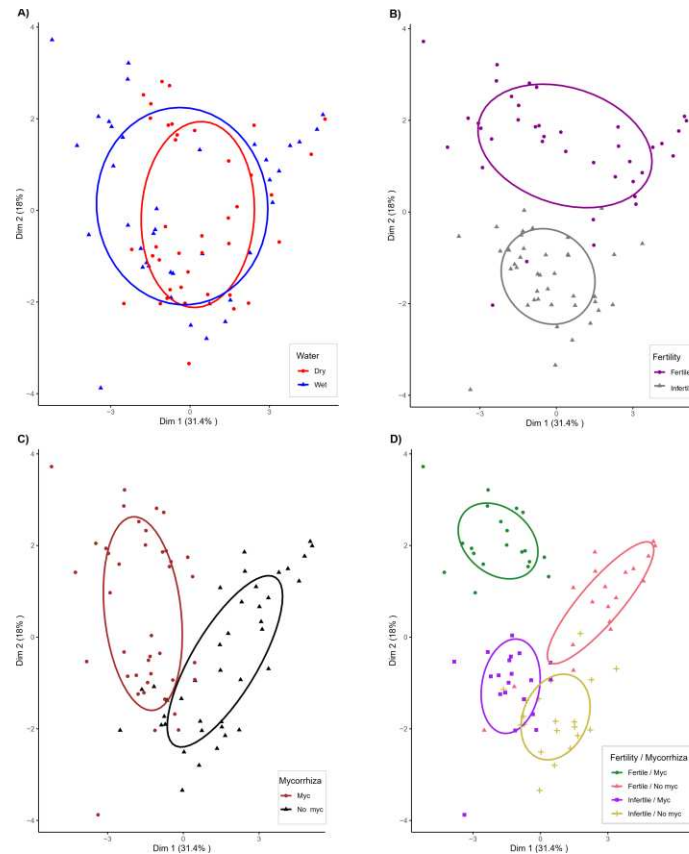 A)
Dim 2 (18% )
4
2
0
−2
−4
−3
0
3
Dim 1 (31.4% )
Water
Dry
Wet
B)
Dim 2 (18% )
4
2
0
−2
−4
−3
0
3
Dim 1 (31.4% )
Fertility
Fertile
Infertil
C)
Dim 2 (18% )
4
2
0
−2
−4
−3
0
3
Dim 1 (31.4% )
Mycorrhiza
Myc
No myc
D)
Dim 2 (18% )
4
2
0
−2
−4
−3
0
3
Dim 1 (31.4% )
Fertility / Mycorrhiza
Fertile / Myc
Fertile / No myc
Infertile / Myc
Infertile / No myc